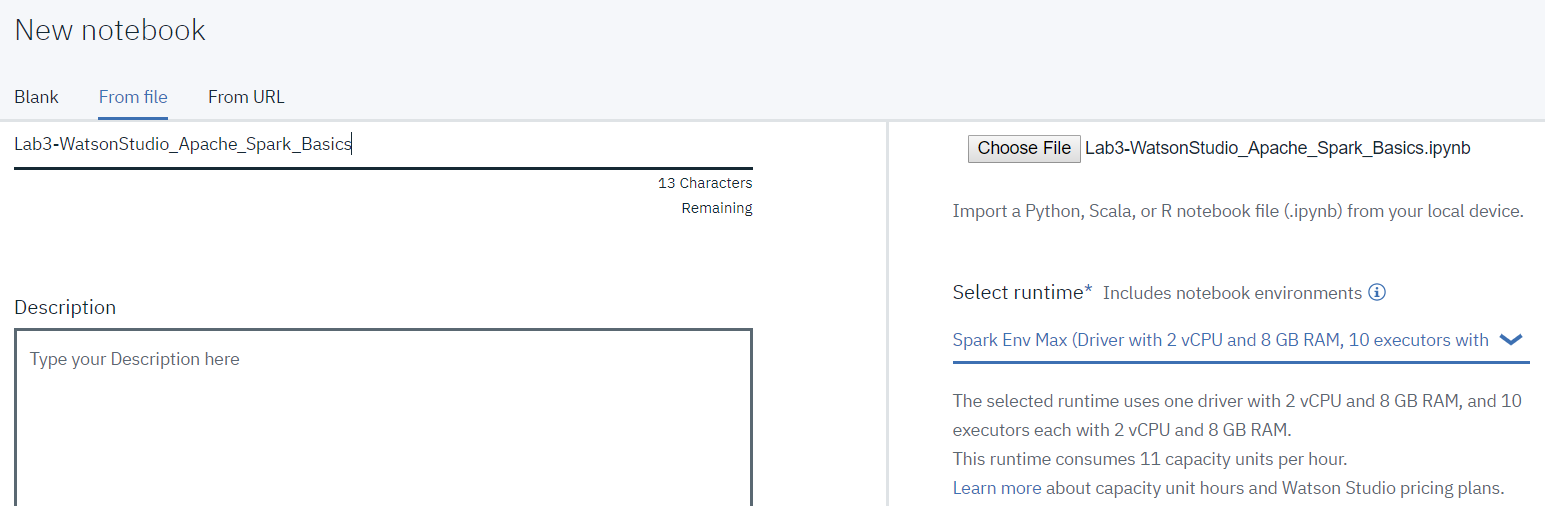 New notebook
Blank
From file
From URL
Lab3-WatsonStudio_Apache_Spark_Basics
13 Characters
Remaining
Description
Type your Description here
Choose File Lab3-WatsonStudio_Apache_Spark_Basics.ipynb
Import a Python, Scala, or R notebook file (.ipynb) from your local device.
Select runtime* Includes notebook environments
Spark Env Max (Driver with 2 vCPU and 8 GB RAM, 10 executors with
The selected runtime uses one driver with 2 vCPU and 8 GB RAM, and 10
executors each with 2 vCPU and 8 GB RAM.
This runtime consumes 11 capacity units per hour.
Learn more about capacity unit hours and Watson Studio pricing plans.